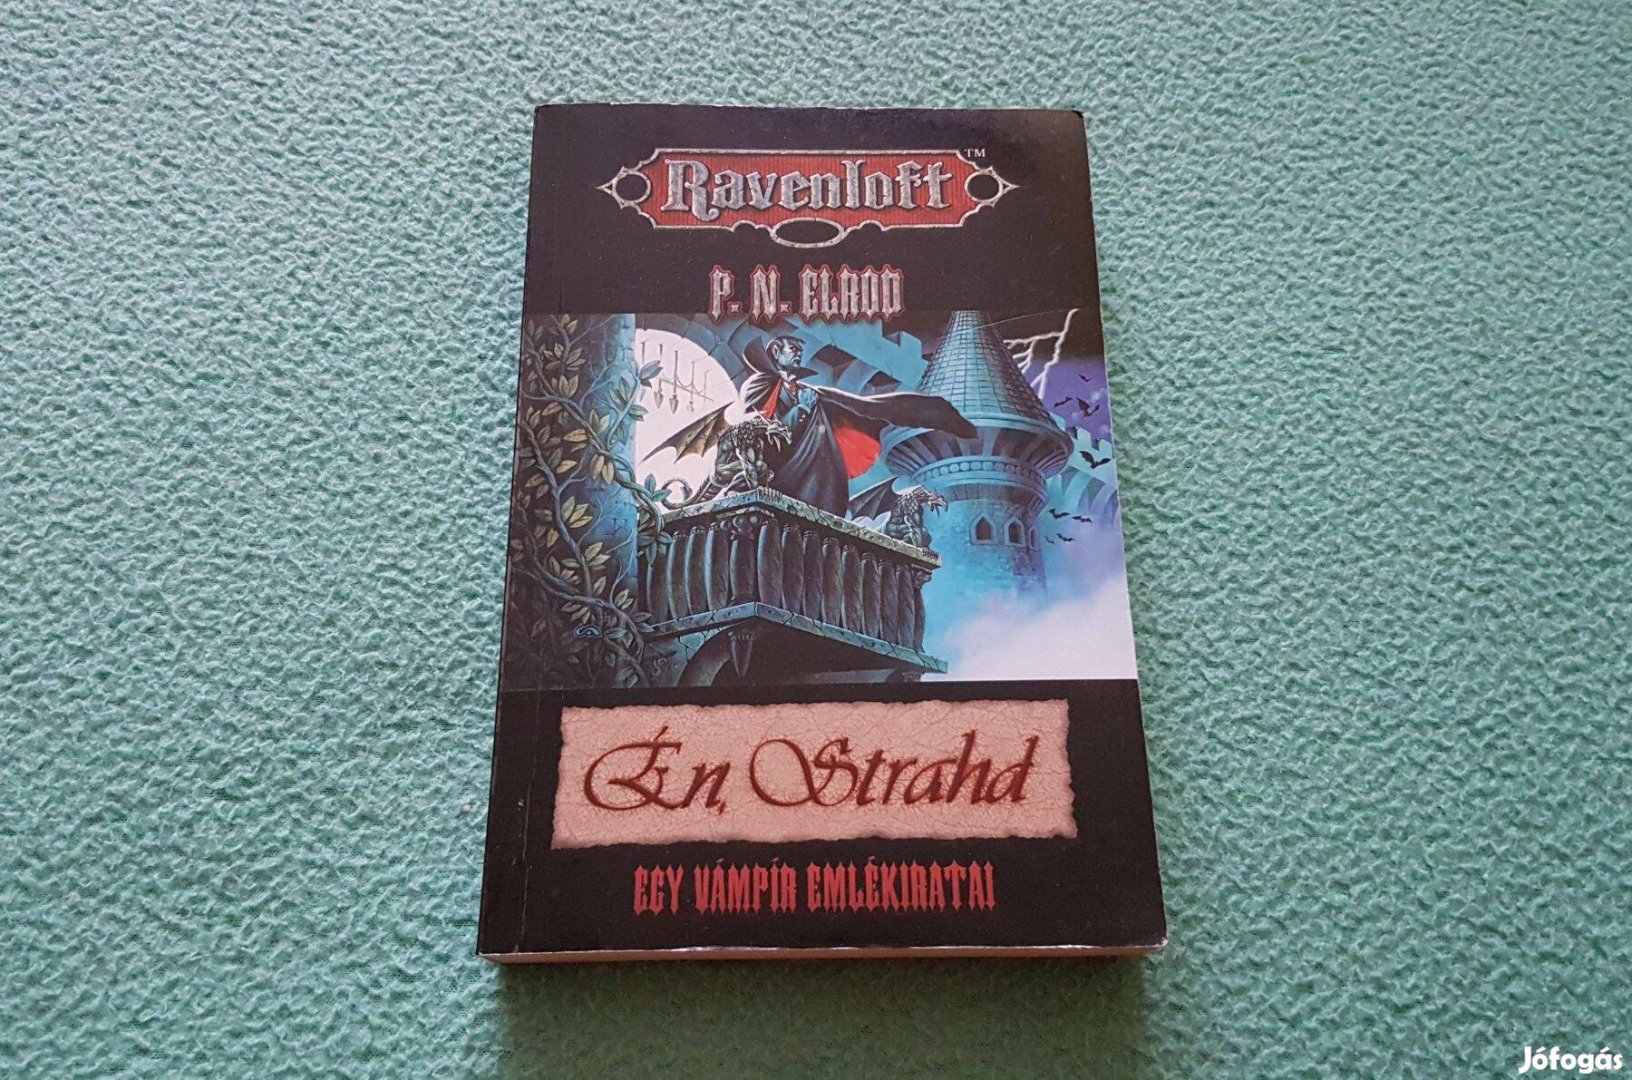 Ravenloft™
P. N. ELROD
Én, Strahd
EGY VÁMPÍR EMLÉKIRATAI
Jófogás